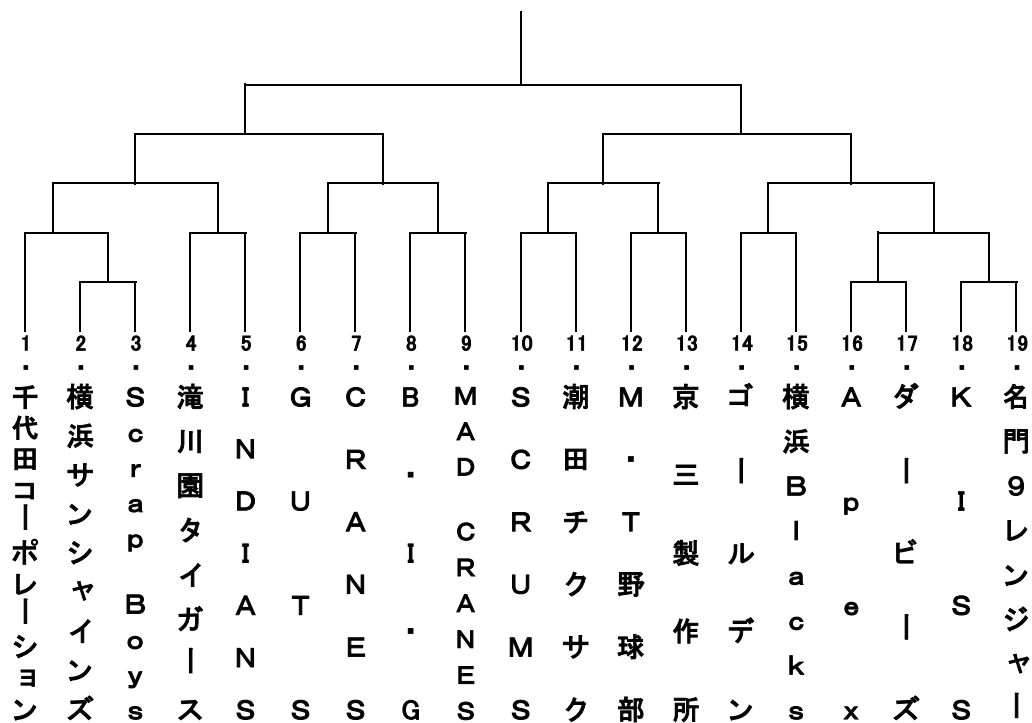 1・千代田コーポレーション
2・横浜サンシャインズ
3・Scrap Boys
4・滝川園タイガース
5・INDIANS
6・GUTS
7・CRANES
8・B.I.G
9・MAD CRANES
10・SCRUMS
11・潮田チクサク
12・M・T野球部
13・京三製作所
14・ゴールデン
15・横浜Blacks
16・Apex
17・ダービーズ
18・KISS
19・名門9レンジャー